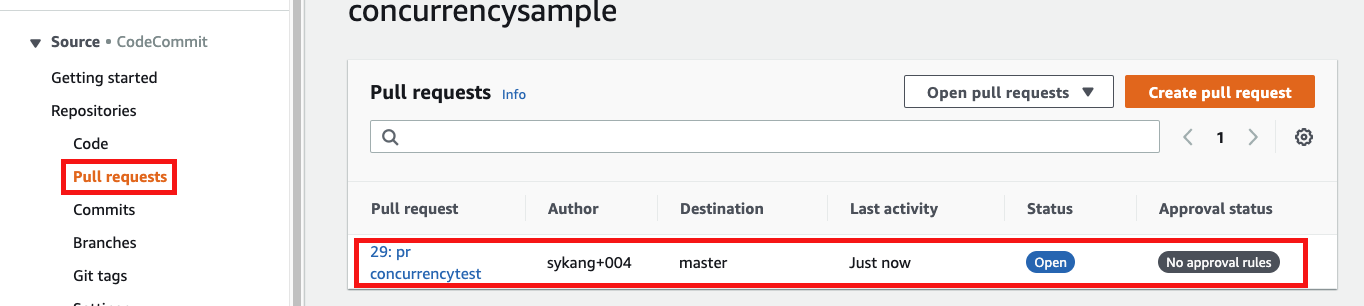 concurrencysample
Source • CodeCommit
Getting started
Repositories
Code
Pull requests
Commits
Branches
Git tags
Pull requests Info
Open pull requests
Create pull request
1
Pull request Author Destination Last activity Status Approval status
29: pr
concurrencytest sykang+004 master Just now Open No approval rules